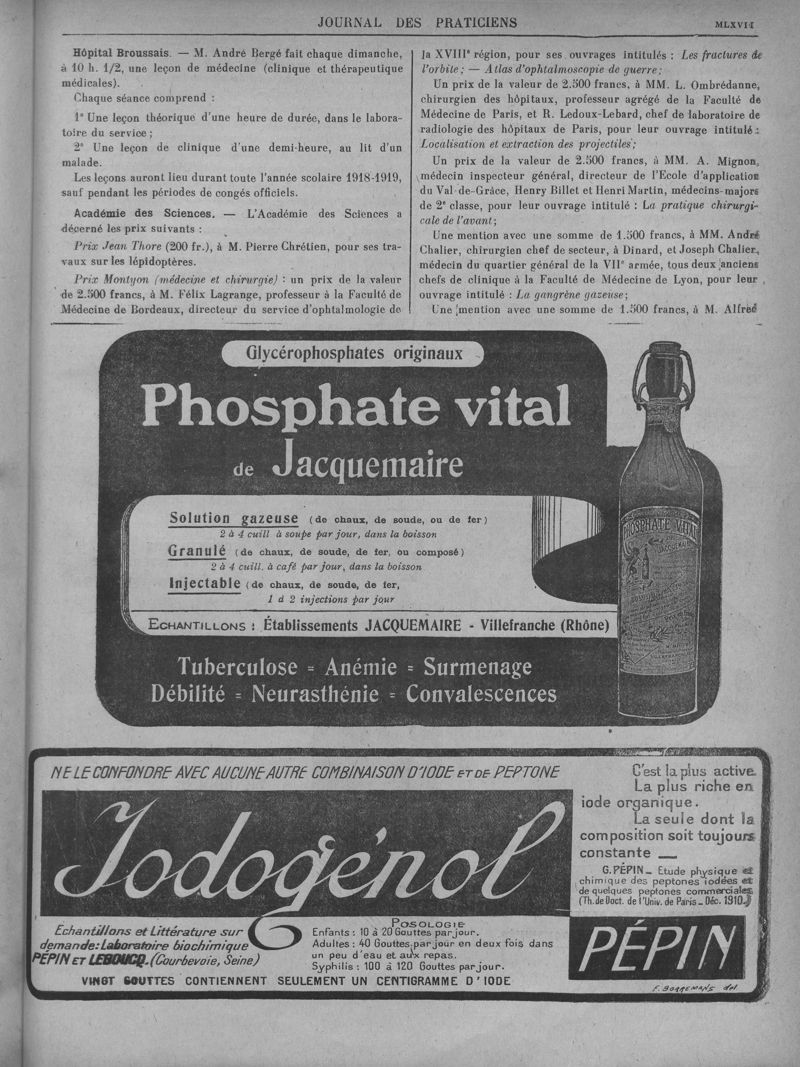 JOURNAL DES PRATICIENS
MLXVII
Hôpital Broussais. — M. André Bergé fait chaque dimanche,
à 10 h. 1/2, une leçon de médecine (clinique et thérapeutique
médicales).
Chaque séance comprend :
1° Une leçon théorique d'une heure de durée, dans le labora-
toire du service;
2° Une leçon de clinique d'une demi-heure, au lit d'un
malade.
Les leçons auront lieu durant toute l'année scolaire 1918-1919,
sauf pendant les périodes de congés officiels.
Académie des Sciences. — L'Académie des Sciences a
décerné les prix suivants :
Prix Jean Thore (200 fr.), à M. Pierre Chrétien, pour ses tra-
vaux sur les lépidoptères.
Prix Montyon (médecine et chirurgie) : un prix de la valeur
de 2.500 francs, à M. Félix Lagrange, professeur à la Faculté de
Médecine de Bordeaux, directeur du service d'ophtalmologie de
la XVIIIe région, pour ses ouvrages intitulés : Les fractures de
l'orbite; — Atlas d'ophtalmoscopie de guerre;
Un prix de la valeur de 2.500 francs, à MM. L. Ombrédanne,
chirurgien des hôpitaux, professeur agrégé de la Faculté de
Médecine de Paris, et R. Ledoux-Lebard, chef de laboratoire de
radiologie des hôpitaux de Paris, pour leur ouvrage intitulé :
Localisation et extraction des projectiles;
Un prix de la valeur de 2.500 francs, à MM. A. Mignon,
médecin inspecteur général, directeur de l'Ecole d'application
du Val-de-Grâce, Henry Billet et Henri Martin, médecins-majors
de 2e classe, pour leur ouvrage intitulé : La pratique chirurgi-
cale de l'avant;
Une mention avec une somme de 1.500 francs, à MM. André
Chalier, chirurgien chef de secteur, à Dinard, et Joseph Chalier,
médecin du quartier général de la VIIe armée, tous deux anciens
chefs de clinique à la Faculté de Médecine de Lyon, pour leur
ouvrage intitulé : La gangrène gazeuse;
Une mention avec une somme de 1.500 francs, à M. Alfred
Glycérophosphates originaux
Phosphate vital
de Jacquemaire
Solution gazeuse (de chaux, de soude, ou de fer)
2 à 4 cuill à soupe par jour, dans la boisson
Granulé (de chaux, de soude, de fer, ou composé)
2 à 4 cuill. à café par jour, dans la boisson
Injectable (de chaux, de soude, de fer,
1 à 2 injections par jour
ECHANTILLONS : Établissements JACQUEMAIRE - Villefranche (Rhône)
PHOSPHATE VITAL
JACQUEMAIRE
Tuberculose = Anémie = Surmenage
Débilité = Neurasthénie = Convalescences
NE LE CONFONDRE AVEC AUCUNE AUTRE COMBINAISON D'IODE ET DE PEPTONE
Iodogénol
C'est la plus active.
La plus riche en
iode organique.
La seule dont la
composition soit toujours
constante —
G. PÉPIN — Etude physique et
chimique des peptones iodées et
de quelques peptones commerciales
(Th. de Doct. de l'Univ. de Paris — Déc. 1910.)
Echantillons et Littérature sur
demande: Laboratoire biochimique
PÉPIN ET LEBOUCQ. (Courbevoie, Seine)
POSOLOGIE
Enfants : 10 à 20 Gouttes par jour.
Adultes : 40 Gouttes par jour en deux fois dans
un peu d'eau et aux repas.
Syphilis : 100 à 120 Gouttes par jour.
PÉPIN
VINGT GOUTTES CONTIENNENT SEULEMENT UN CENTIGRAMME D'IODE
F. BORREMANS del